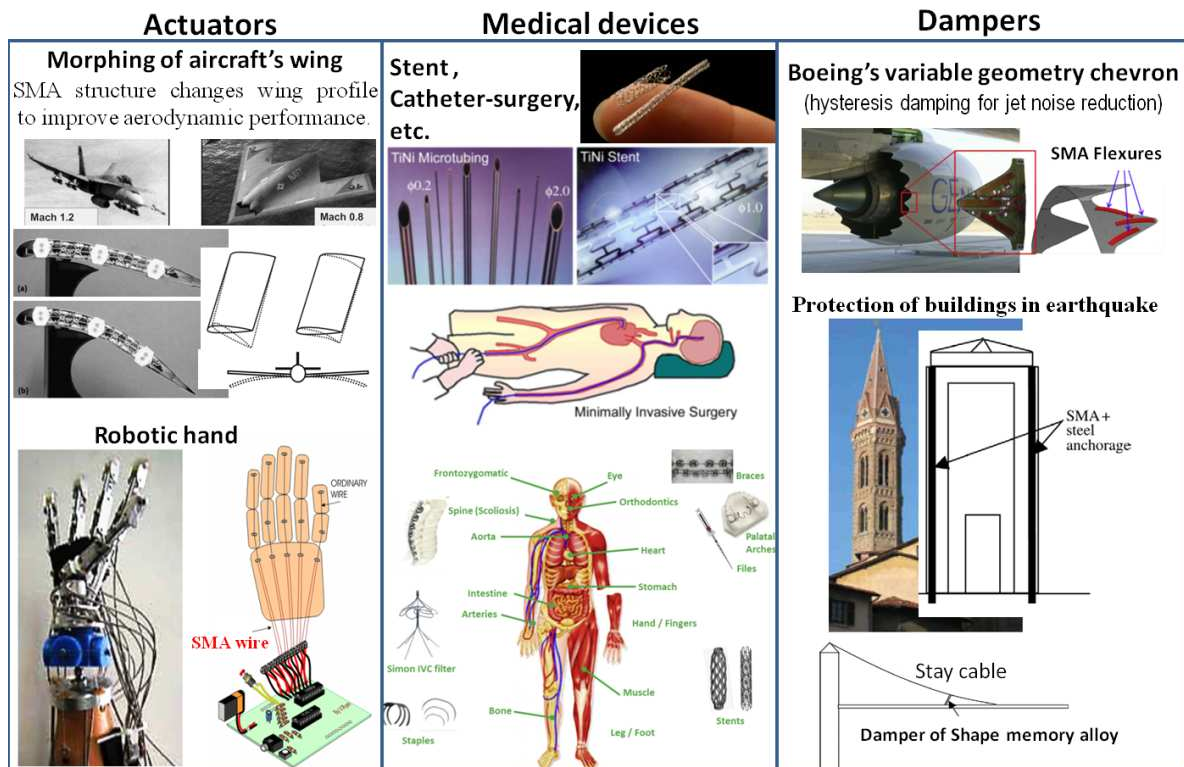 Actuators
Morphing of aircraft's wing
SMA structure changes wing profile
to improve aerodynamic performance.
Mach 1.2
Mach 0.8
(a)
(b)
Robotic hand
ORDINARY
WIRE
SMA wire
Medical devices
Stent ,
Catheter-surgery,
etc.
TiNi Microtubing
ϕ0.2
ϕ2.0
TiNi Stent
ϕ1.0
Minimally Invasive Surgery
Frontozygomatic
Eye
Braces
Orthodontics
Spine (Scoliosis)
Aorta
Palatal
Arches
Heart
Files
Stomach
Intestine
Arteries
Hand / Fingers
Simon IVC filter
Muscle
Bone
Stents
Staples
Leg / Foot
Dampers
Boeing's variable geometry chevron
(hysteresis damping for jet noise reduction)
SMA Flexures
GEN
Protection of buildings in earthquake
SMA +
steel
anchorage
Stay cable
Damper of Shape memory alloy